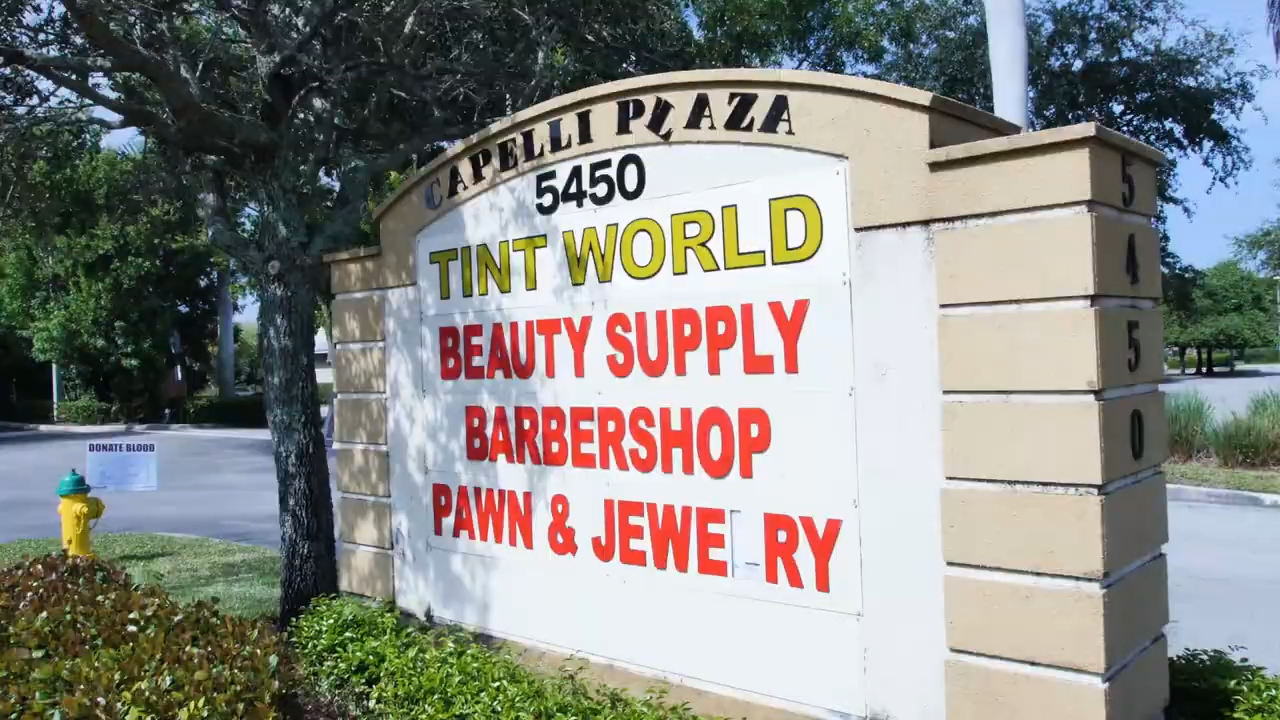 CAPELLI PLAZA
5450
TINT WORLD
BEAUTY SUPPLY
BARBERSHOP
PAWN & JEWE RY
5
4
5
0
DONATE BLOOD